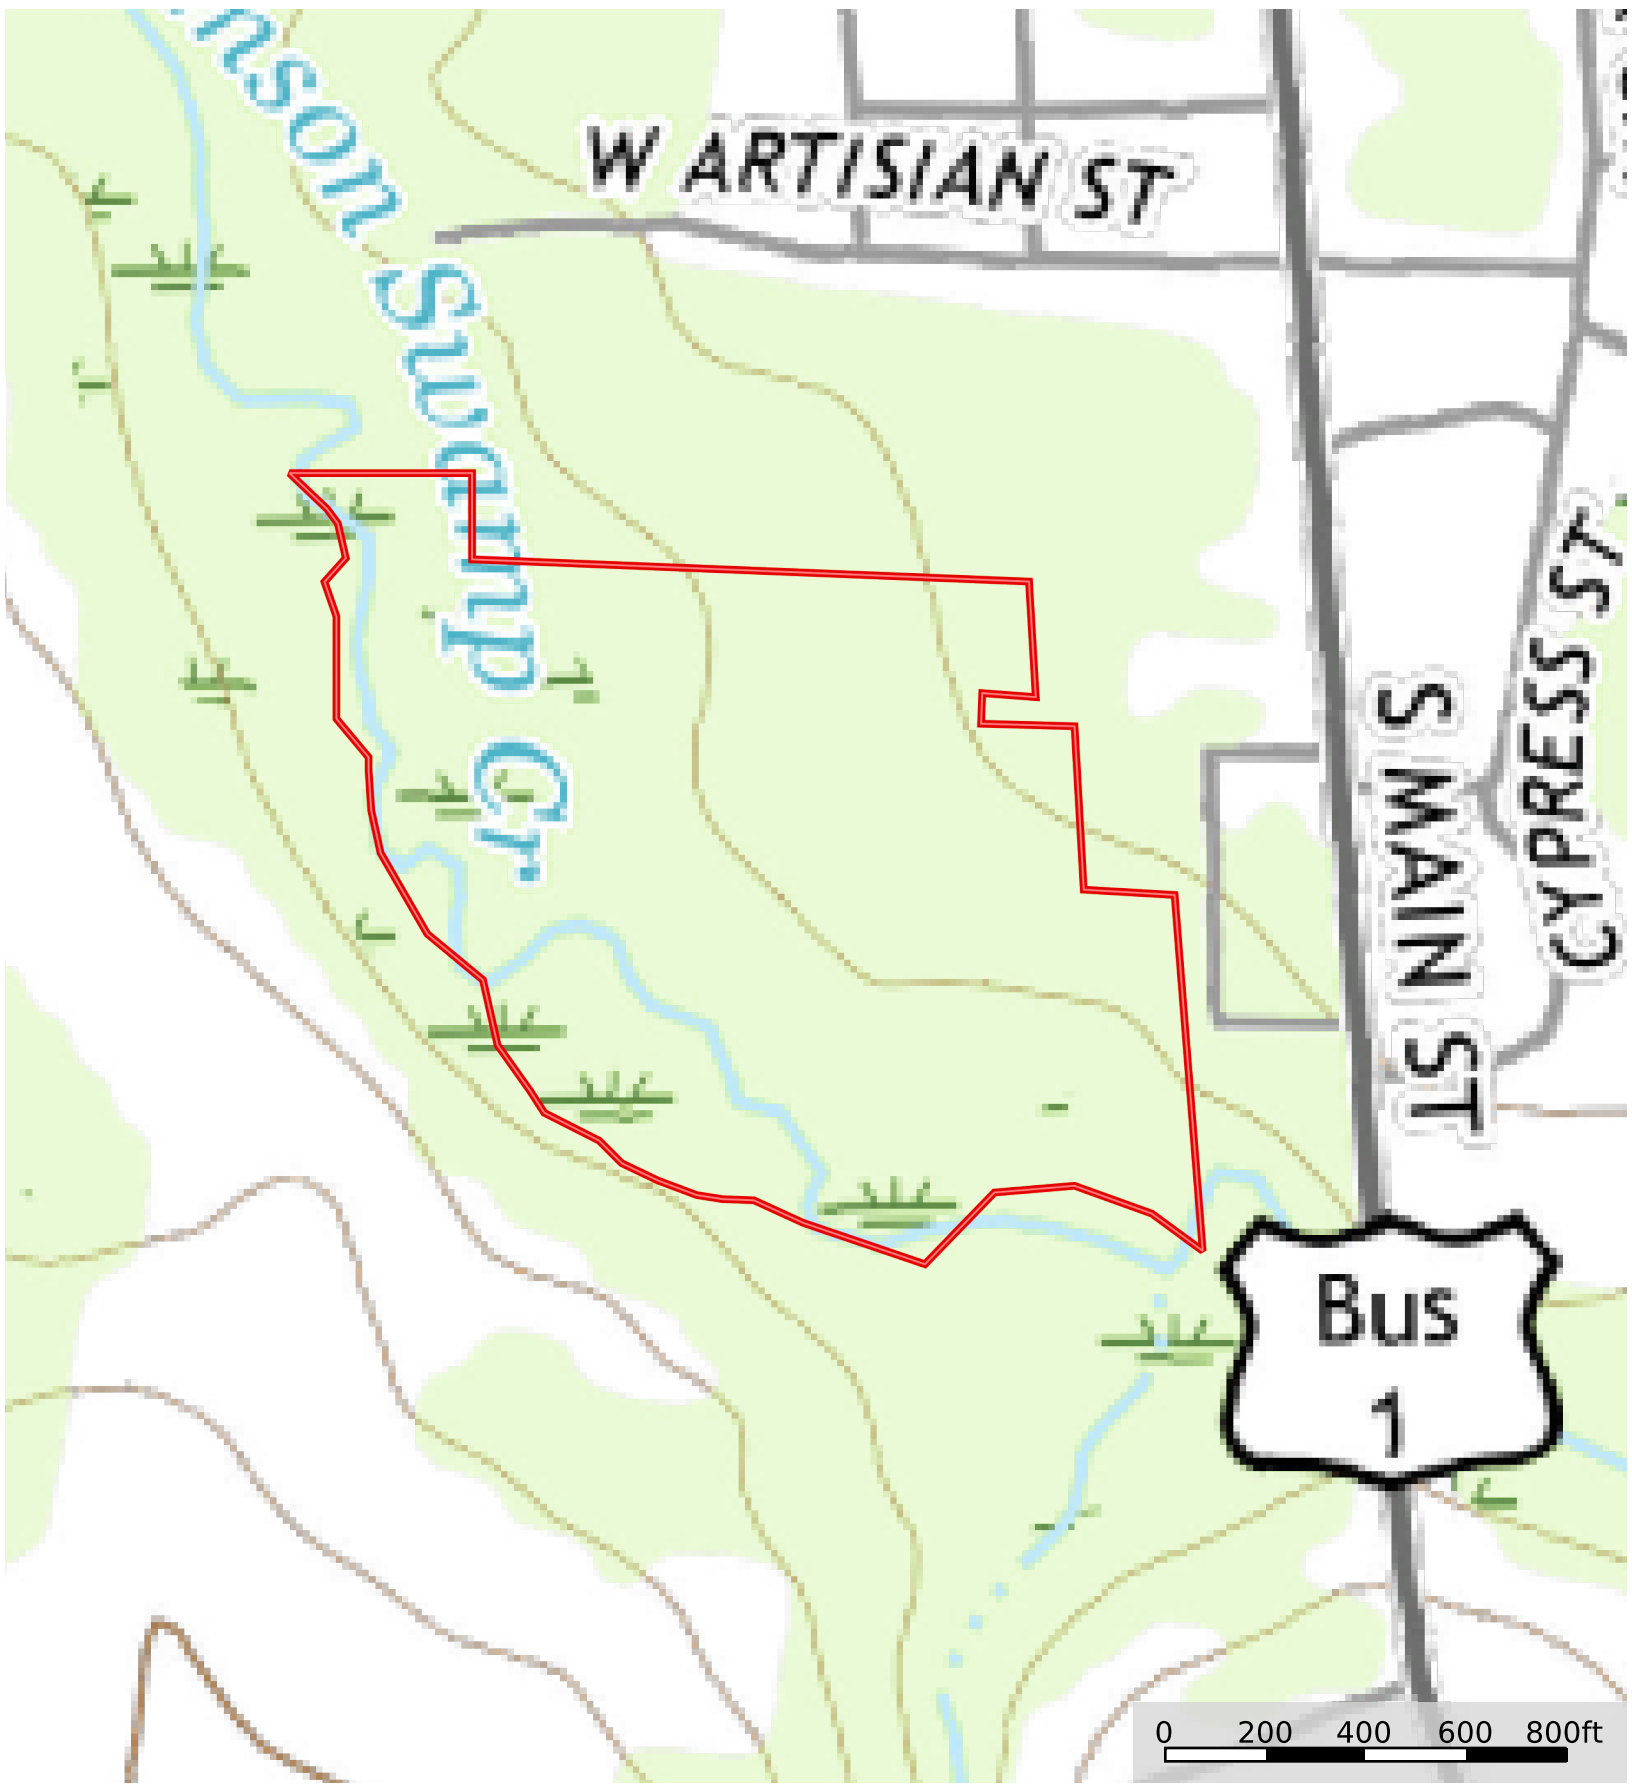 nson Swamp Cr
W ARTISIAN ST
S MAIN ST
CYPRESS ST
Bus
1
0 200 400 600 800ft